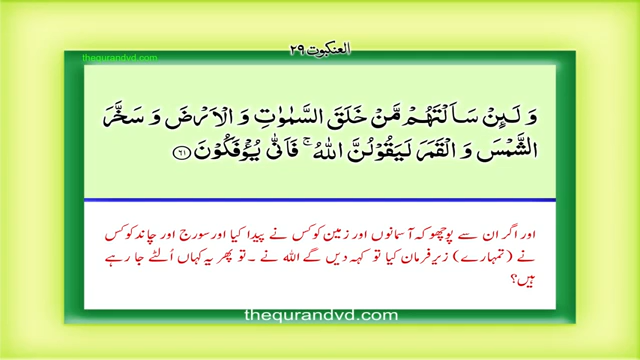 العنکبوت ۲۹
thequrandvd.com
وَلَئِنْ سَاَلْتَهُمْ مَّنْ خَلَقَ السَّمٰوٰتِ وَ الْاَرْضَ وَ سَخَّرَ
الشَّمْسَ وَ الْقَمَرَ لَیَقُوْلُنَّ اللّٰهُ ۚ فَاَنّٰی یُؤْفَكُوْنَ ۶۱
اور اگر ان سے پوچھو کہ آسمانوں اور زمین کو کس نے پیدا کیا اور سورج اور چاند کو کس
نے (تمہارے) زیر فرمان کیا تو کہہ دیں گے اللہ نے ۔ تو پھر یہ کہاں اُلٹے جا رہے
ہیں؟
thequrandvd.com